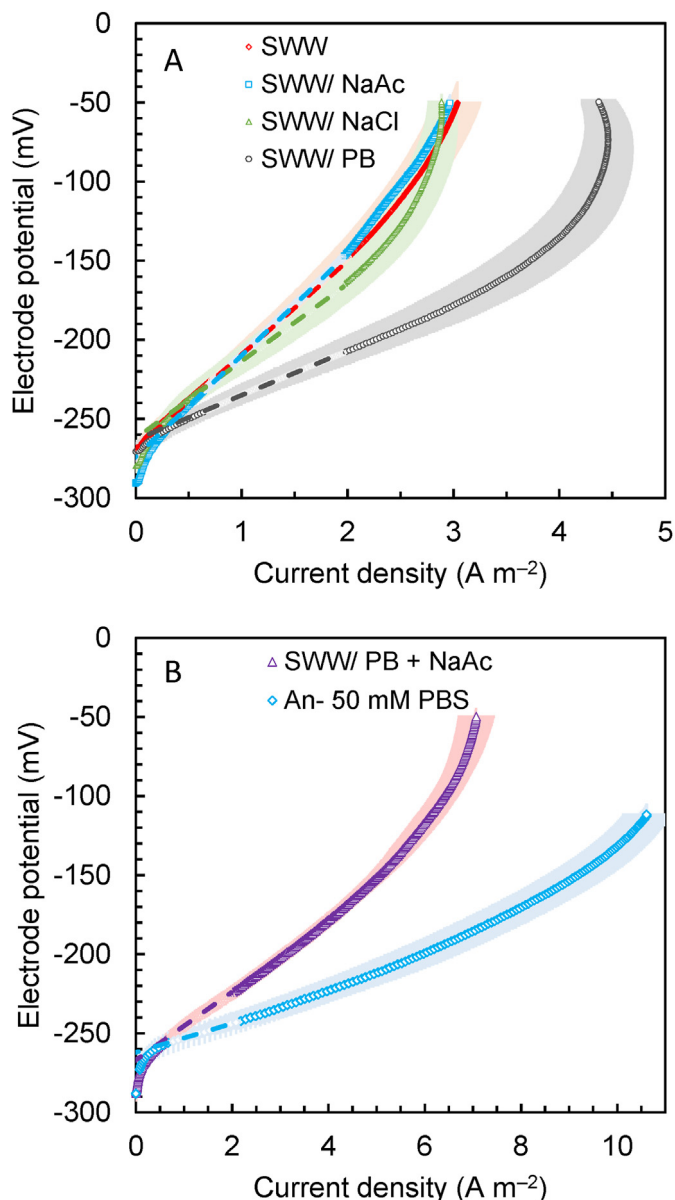 0
A
SWW
SWW/ NaAc
SWW/ NaCl
SWW/ PB
-50
-100
-150
-200
-250
-300
Electrode potential (mV)
0 1 2 3 4 5
Current density (A m⁻²)
0
B
SWW/ PB + NaAc
An- 50 mM PBS
-50
-100
-150
-200
-250
-300
Electrode potential (mV)
0 2 4 6 8 10
Current density (A m⁻²)